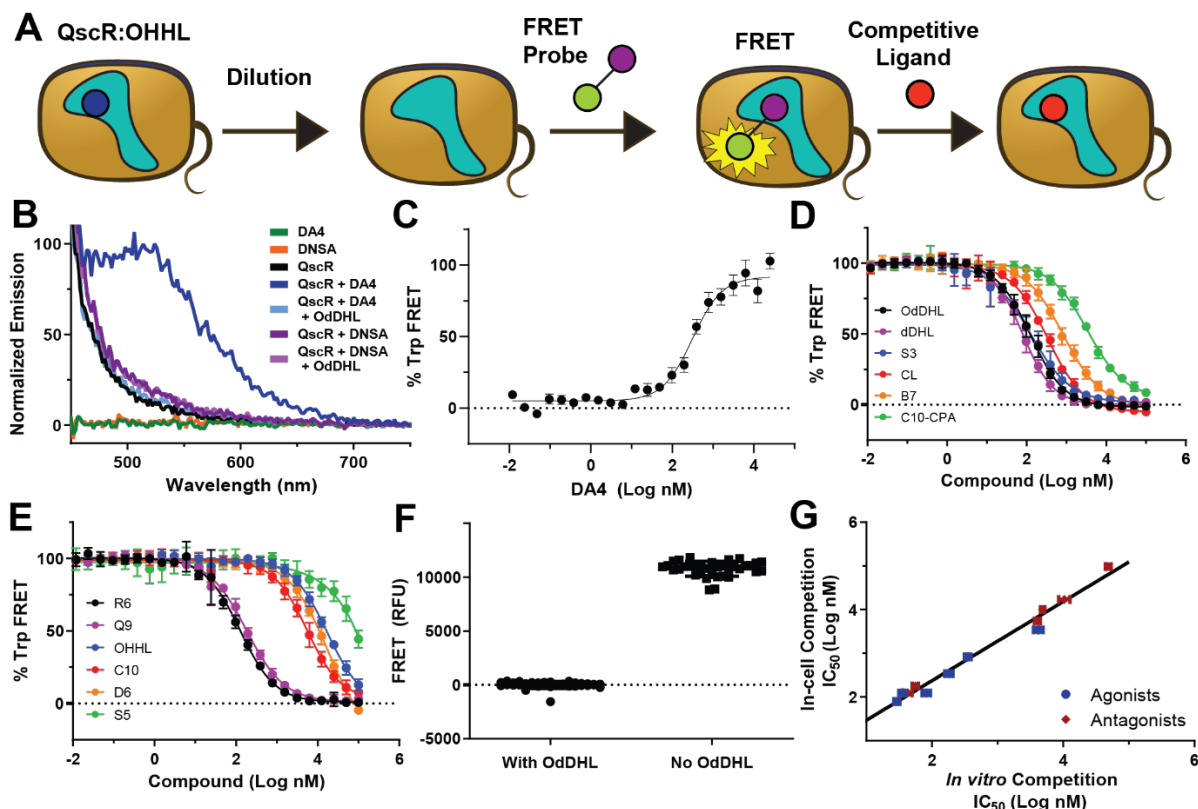 A
QscR:OHHL
Dilution
FRET
Probe
FRET
Competitive
Ligand
B
Normalized Emission
100
50
0
500
600
700
Wavelength (nm)
DA4
DNSA
QscR
QscR + DA4
QscR + DA4
+ OdDHL
QscR + DNSA
QscR + DNSA
+ OdDHL
C
% Trp FRET
100
50
0
-2
0
2
4
DA4 (Log nM)
D
% Trp FRET
100
50
0
-2
0
2
4
6
Compound (Log nM)
OdDHL
dDHL
S3
CL
B7
C10-CPA
E
% Trp FRET
100
50
0
-2
0
2
4
6
Compound (Log nM)
R6
Q9
OHHL
C10
D6
S5
F
FRET (RFU)
10000
5000
0
-5000
With OdDHL
No OdDHL
G
In-cell Competition
IC50 (Log nM)
6
4
2
2
4
6
Agonists
Antagonists
In vitro Competition
IC50 (Log nM)